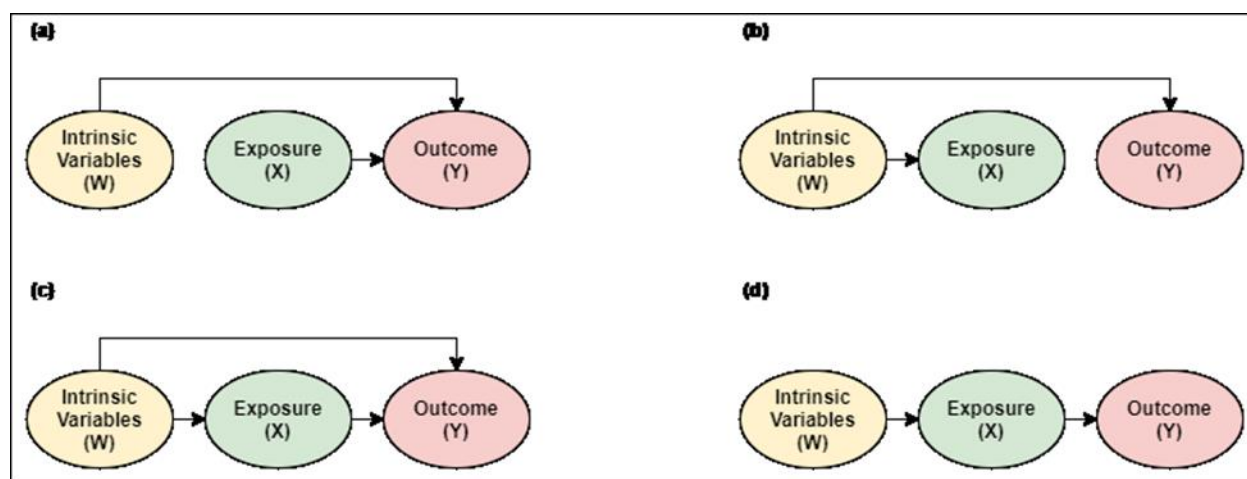 (a)
Intrinsic
Variables
(W)
Exposure
(X)
Outcome
(Y)
(b)
Intrinsic
Variables
(W)
Exposure
(X)
Outcome
(Y)
(c)
Intrinsic
Variables
(W)
Exposure
(X)
Outcome
(Y)
(d)
Intrinsic
Variables
(W)
Exposure
(X)
Outcome
(Y)